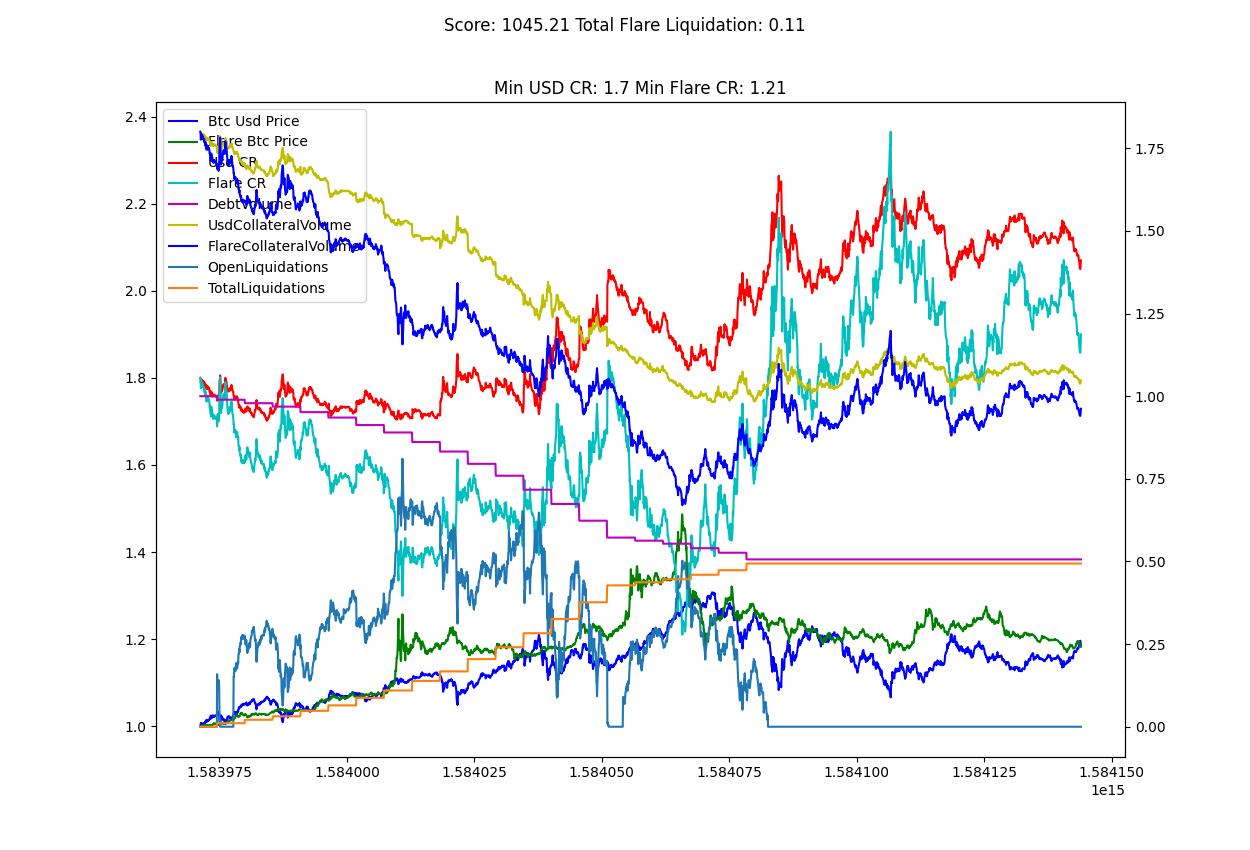 Score: 1045.21 Total Flare Liquidation: 0.11
Min USD CR: 1.7 Min Flare CR: 1.21
Btc Usd Price
Flare Btc Price
Usd CR
Flare CR
DebtVolume
UsdCollateralVolume
FlareCollateralVolume
OpenLiquidations
TotalLiquidations
2.4
2.2
2.0
1.8
1.6
1.4
1.2
1.0
1.75
1.50
1.25
1.00
0.75
0.50
0.25
0.00
1.583975 1.584000 1.584025 1.584050 1.584075 1.584100 1.584125 1.584150
1e15